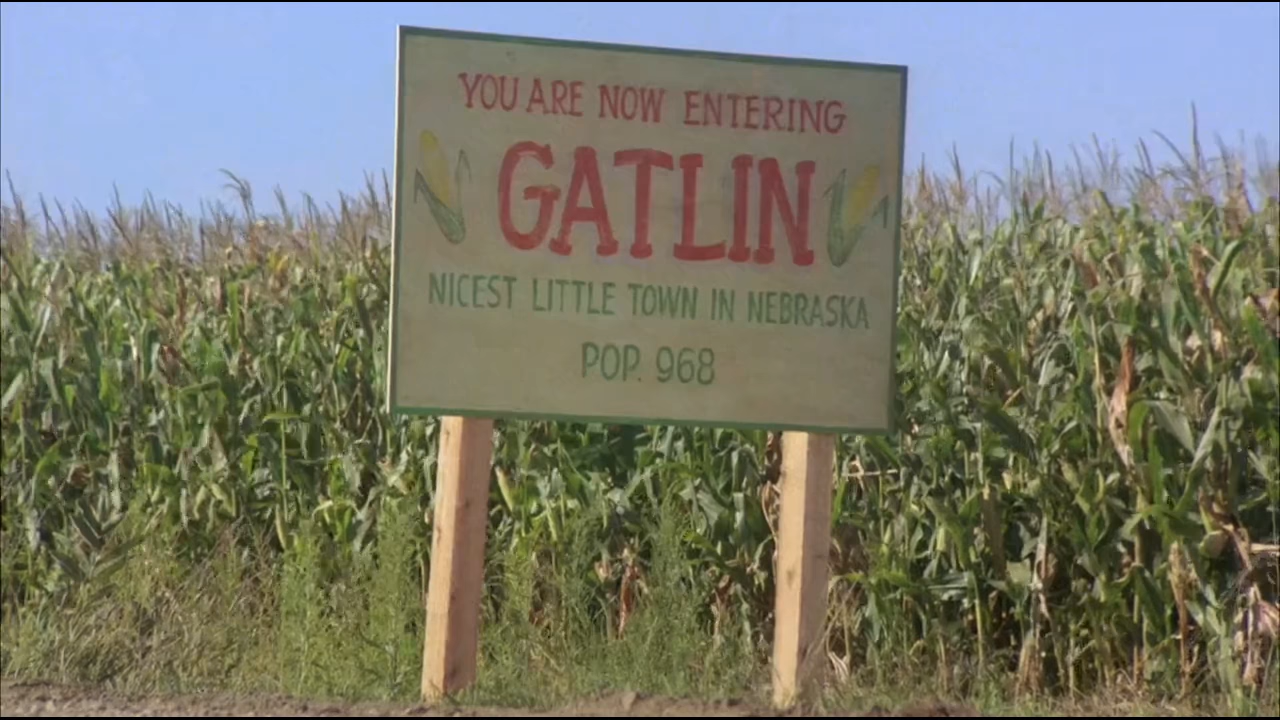 YOU ARE NOW ENTERING
GATLIN
NICEST LITTLE TOWN IN NEBRASKA
POP. 968